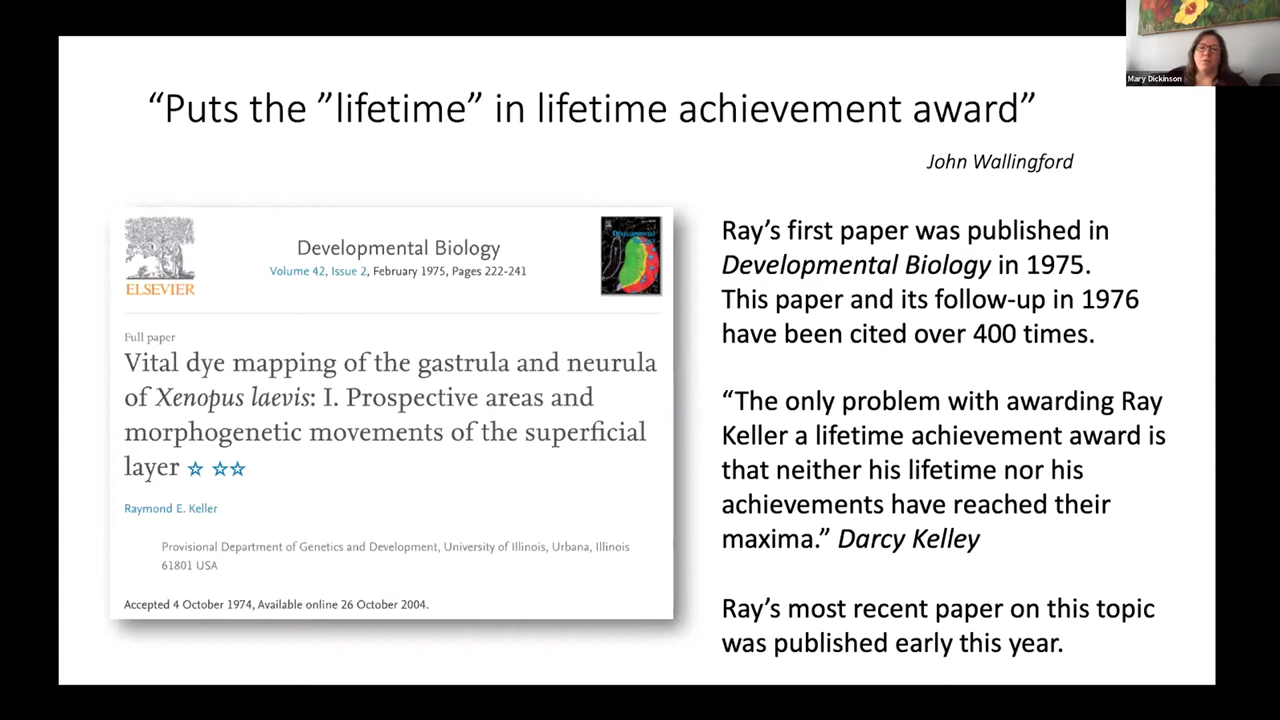 Mary Dickinson
“Puts the ”lifetime” in lifetime achievement award”
John Wallingford
ELSEVIER
Developmental Biology
Volume 42, Issue 2, February 1975, Pages 222-241
Full paper
Vital dye mapping of the gastrula and neurula
of Xenopus laevis: I. Prospective areas and
morphogenetic movements of the superficial
layer ☆ ☆☆
Raymond E. Keller
Provisional Department of Genetics and Development, University of Illinois, Urbana, Illinois
61801 USA
Accepted 4 October 1974, Available online 26 October 2004.
Ray’s first paper was published in
Developmental Biology in 1975.
This paper and its follow-up in 1976
have been cited over 400 times.
“The only problem with awarding Ray
Keller a lifetime achievement award is
that neither his lifetime nor his
achievements have reached their
maxima.” Darcy Kelley
Ray’s most recent paper on this topic
was published early this year.